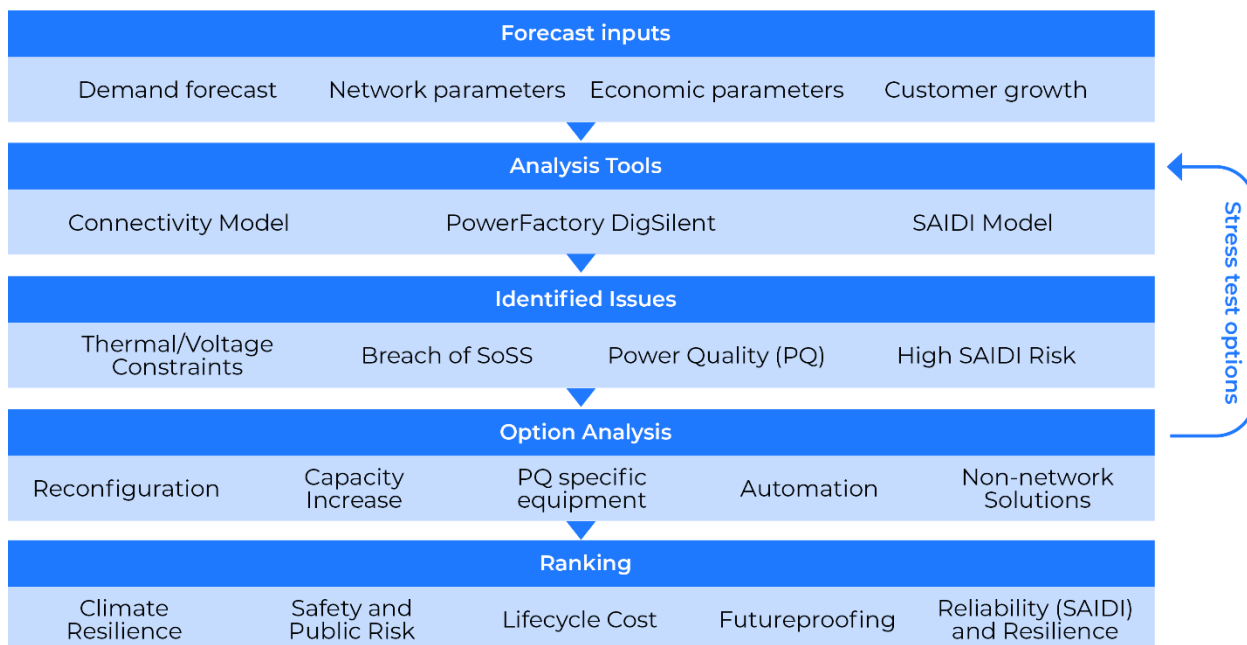 Forecast inputs
Demand forecast
Network parameters
Economic parameters
Customer growth
Analysis Tools
Connectivity Model
PowerFactory DigSilent
SAIDI Model
Identified Issues
Thermal/Voltage
Constraints
Breach of SoSS
Power Quality (PQ)
High SAIDI Risk
Option Analysis
Reconfiguration
Capacity
Increase
PQ specific
equipment
Automation
Non-network
Solutions
Ranking
Climate
Resilience
Safety and
Public Risk
Lifecycle Cost
Futureproofing
Reliability (SAIDI)
and Resilience
Stress test options